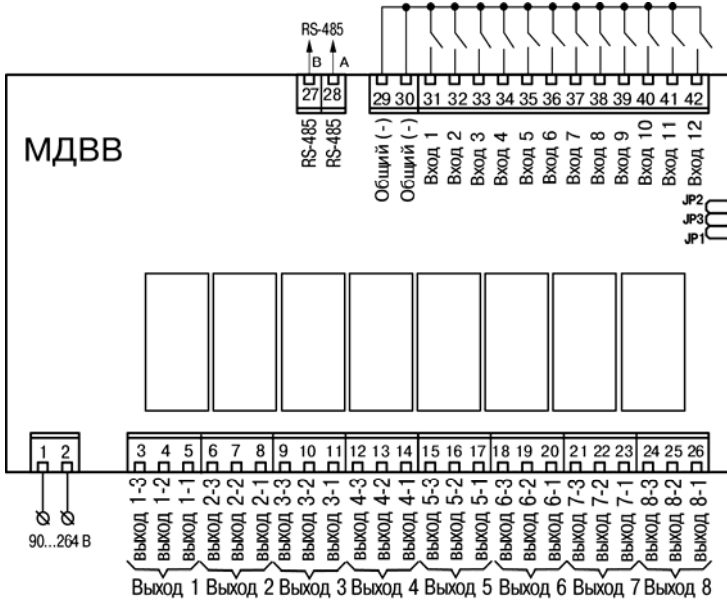 RS-485
B A
27 28 29 30 31 32 33 34 35 36 37 38 39 40 41 42
RS-485
RS-485
Общий (-)
Общий (-)
Вход 1
Вход 2
Вход 3
Вход 4
Вход 5
Вход 6
Вход 7
Вход 8
Вход 9
Вход 10
Вход 11
Вход 12
МДВВ
JP2
JP3
JP1
1 2 3 4 5 6 7 8 9 10 11 12 13 14 15 16 17 18 19 20 21 22 23 24 25 26
90...264 В
выход 1-3
выход 1-2
выход 1-1
выход 2-3
выход 2-2
выход 2-1
выход 3-3
выход 3-2
выход 3-1
выход 4-3
выход 4-2
выход 4-1
выход 5-3
выход 5-2
выход 5-1
выход 6-3
выход 6-2
выход 6-1
выход 7-3
выход 7-2
выход 7-1
выход 8-3
выход 8-2
выход 8-1
Выход 1 Выход 2 Выход 3 Выход 4 Выход 5 Выход 6 Выход 7 Выход 8